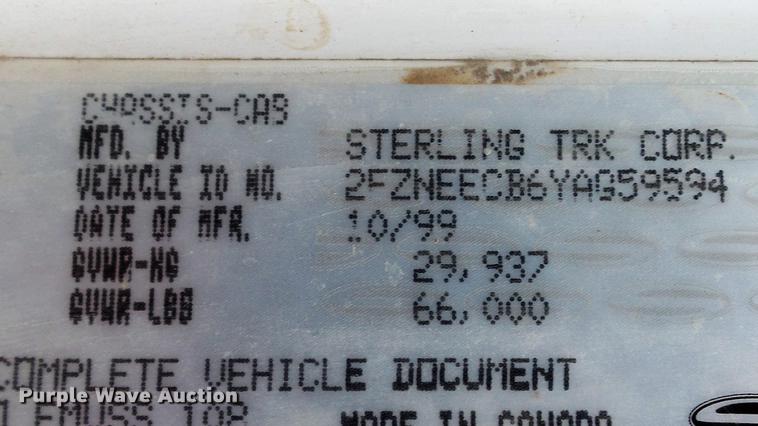 CHASSIS-CAB
MFD. BY STERLING TRK CORP.
VEHICLE ID NO. 2FZNEECB6YAG59594
DATE OF MFR. 10/99
GVWR-KG 29,937
GVWR-LBS 66,000
COMPLETE VEHICLE DOCUMENT
MADE IN CANADA
Purple Wave Auction